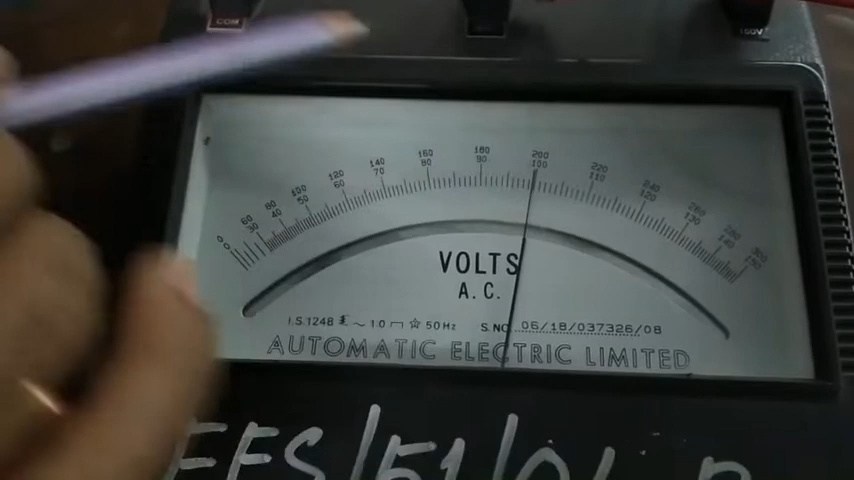 COM
150V
0 60 80 100 120 140 160 180 200 220 240 260 280 300
0 30 40 50 60 70 80 90 100 110 120 130 140 150
VOLTS
A.C.
I.S.1248 ~ 1.0 50Hz S.NO. 05/18/037326/08
AUTOMATIC ELECTRIC LIMITED